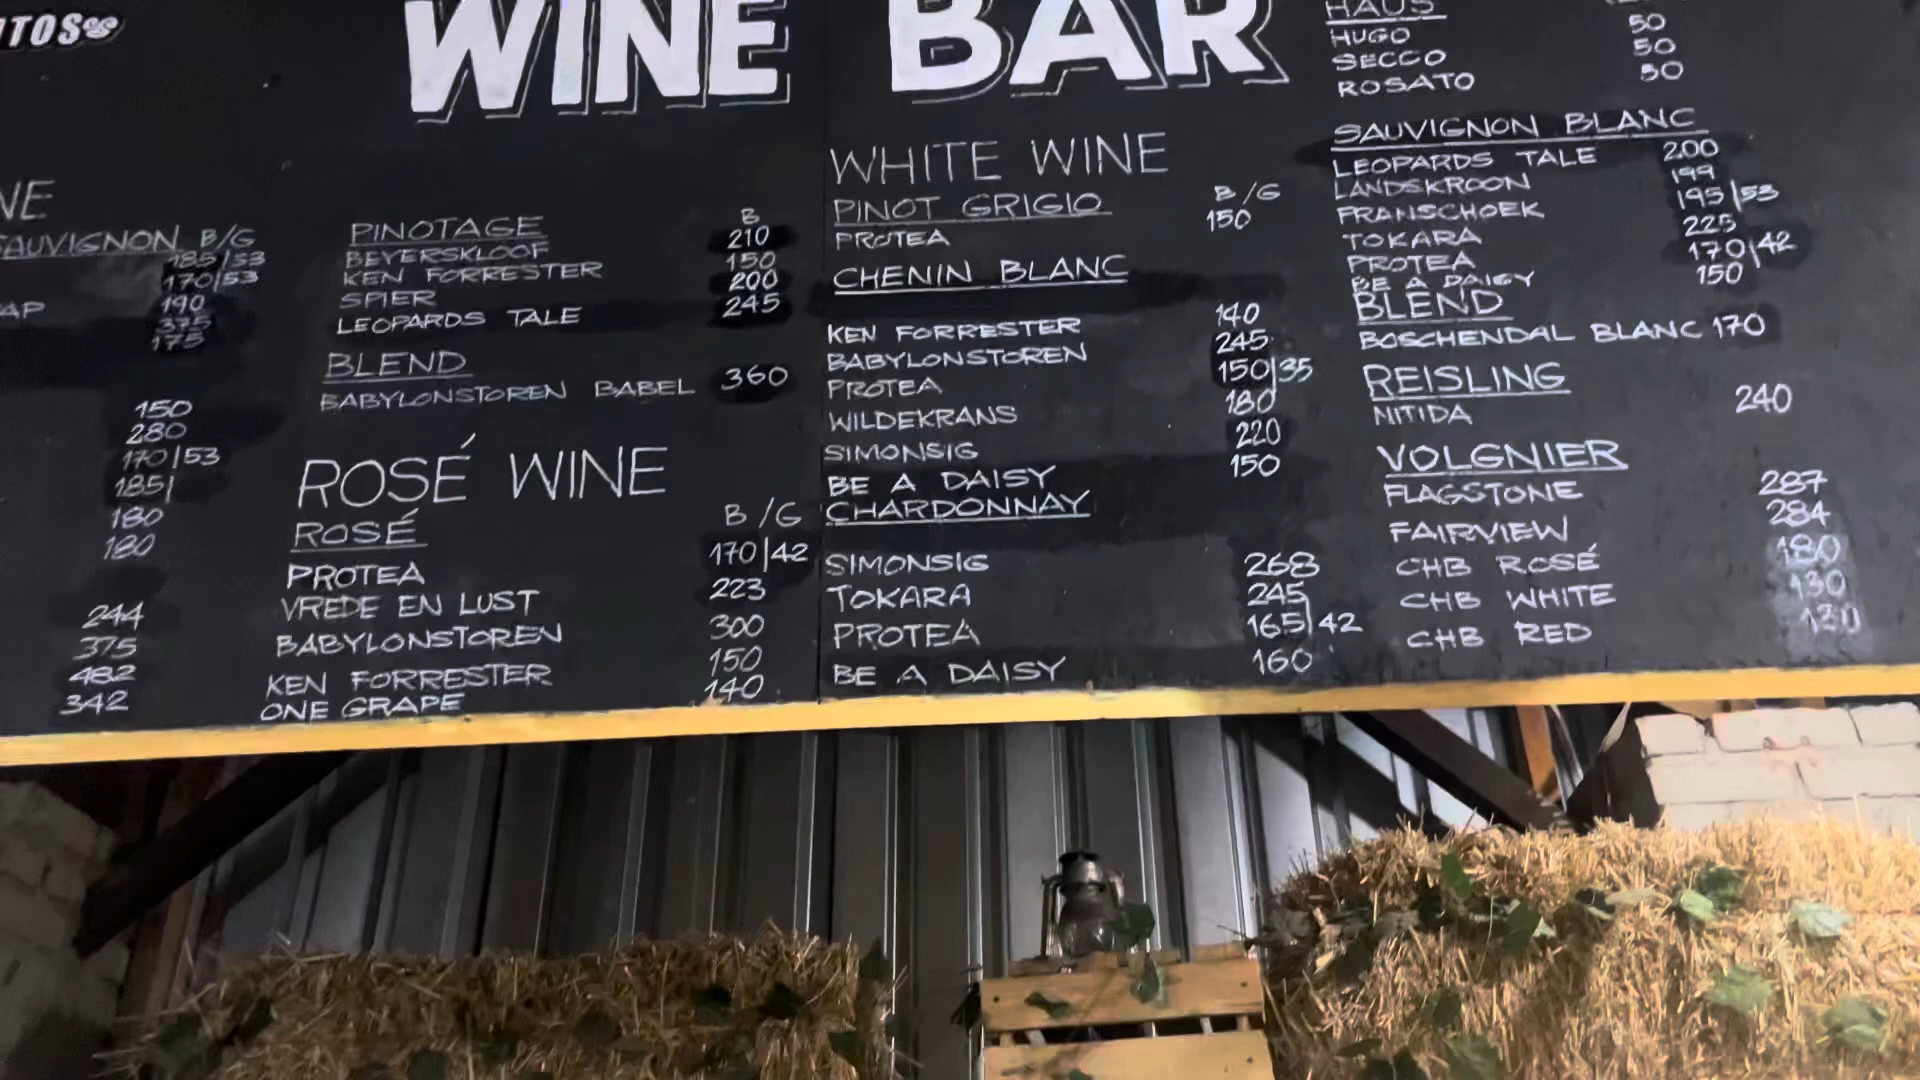 WINE BAR
SAUVIGNON B/G
185/53
170/53
190
375
175
150
280
170/53
185/
180
180
244
375
482
342
PINOTAGE B
BEYERSKLOOF 210
KEN FORRESTER 150
SPIER 200
LEOPARDS TALE 245
BLEND
BABYLONSTOREN BABEL 360
ROSÉ WINE
ROSÉ B/G
PROTEA 170/42
VREDE EN LUST 223
BABYLONSTOREN 300
KEN FORRESTER 150
ONE GRAPE 140
WHITE WINE
PINOT GRIGIO B/G
PROTEA 150
CHENIN BLANC
KEN FORRESTER 140
BABYLONSTOREN 245
PROTEA 150/35
WILDEKRANS 180
SIMONSIG 220
BE A DAISY 150
CHARDONNAY
SIMONSIG 268
TOKARA 245
PROTEA 165/42
BE A DAISY 160
HAUS
HUGO 50
SECCO 50
ROSATO 50
SAUVIGNON BLANC
LEOPARDS TALE 200
LANDSKROON 199
FRANSCHOEK 195/53
TOKARA 225
PROTEA 170/42
BE A DAISY 150
BLEND
BOSCHENDAL BLANC 170
REISLING
NITIDA 240
VOLGNIER
FLAGSTONE 287
FAIRVIEW 284
CHB ROSÉ 180
CHB WHITE 130
CHB RED 130